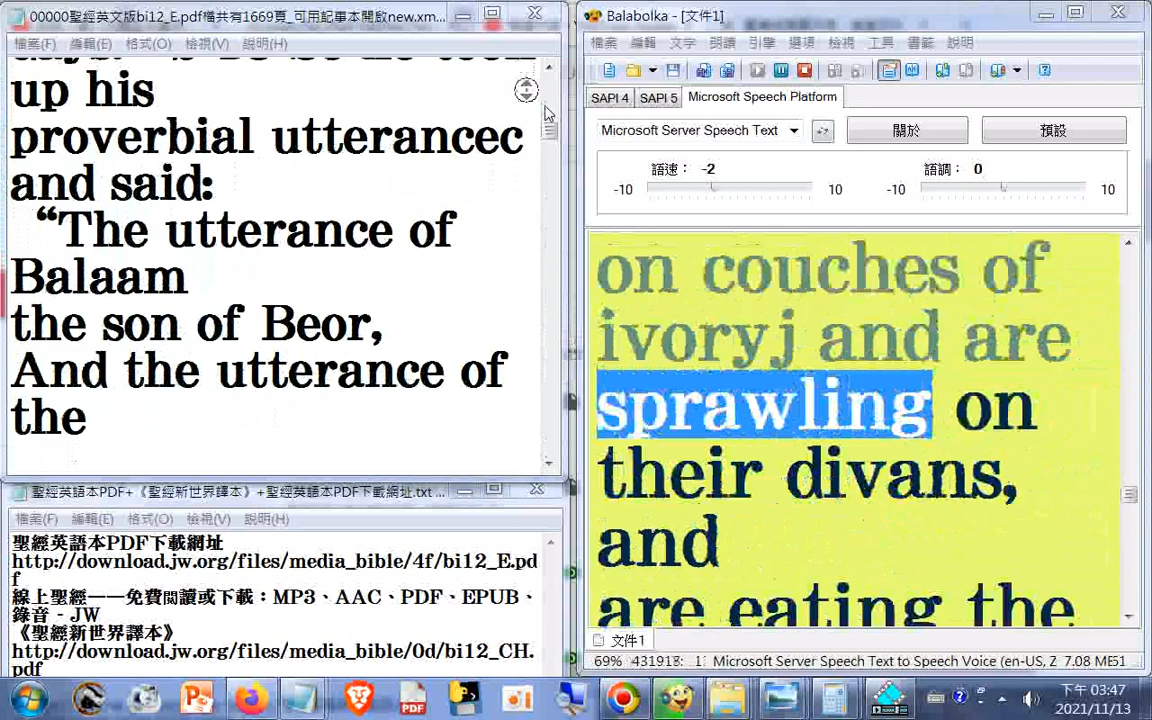 00000聖經英文版bi12_E.pdf檔共有1669頁_可用記事本開啟new.xm...
檔案(F) 編輯(E) 格式(O) 檢視(V) 說明(H)
up his
proverbial utterancec
and said:
“The utterance of
Balaam
the son of Beor,
And the utterance of
the
聖經英語本PDF+《聖經新世界譯本》+聖經英語本PDF下載網址.txt ...
檔案(F) 編輯(E) 格式(O) 檢視(V) 說明(H)
聖經英語本PDF下載網址
http://download.jw.org/files/media_bible/4f/bi12_E.pd
f
線上聖經——免費閱讀或下載：MP3、AAC、PDF、EPUB、
錄音 - JW
《聖經新世界譯本》
http://download.jw.org/files/media_bible/0d/bi12_CH.
pdf
Balabolka - [文件1]
檔案 編輯 文字 朗讀 引擎 選項 檢視 工具 書籤 說明
SAPI 4 SAPI 5 Microsoft Speech Platform
Microsoft Server Speech Text 關於 預設
語速： -2 語調： 0
-10 10 -10 10
on couches of
ivoryj and are
sprawling on
their divans,
and
are eating the
文件1
69% 431918: Microsoft Server Speech Text to Speech Voice (en-US, Z 7.08 ME51
下午 03:47
2021/11/13